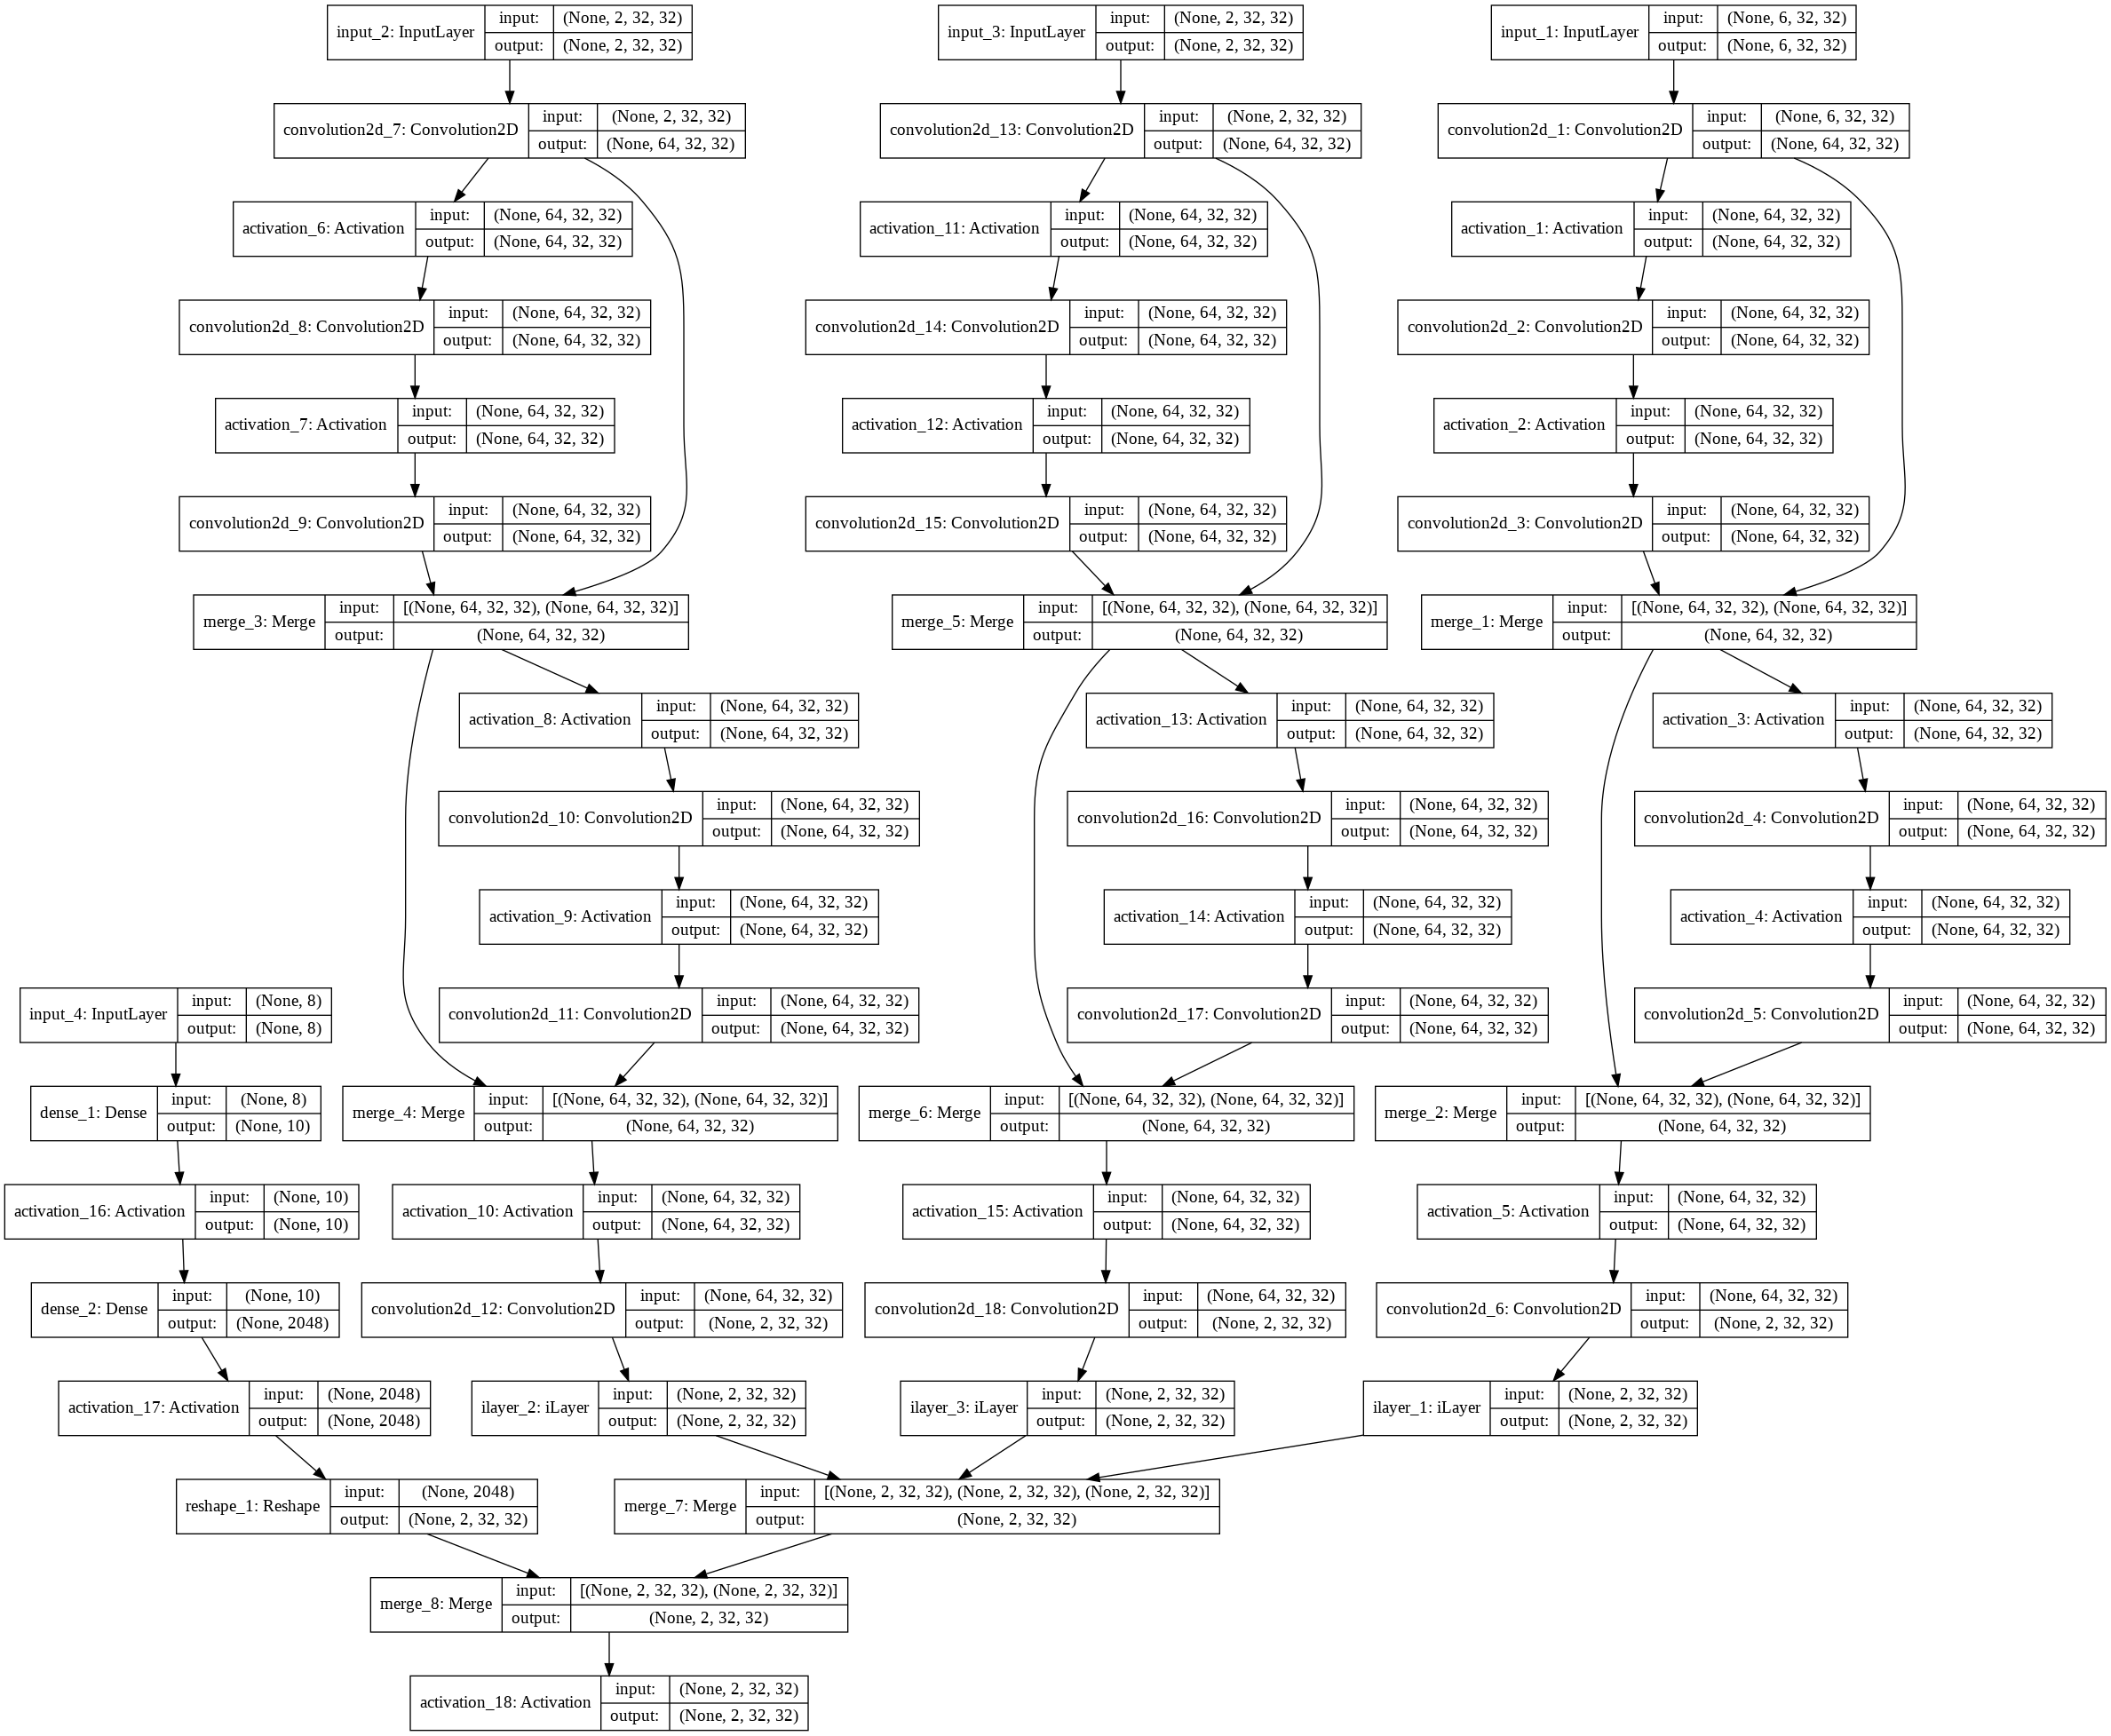 input_2: InputLayer
input: (None, 2, 32, 32)
output: (None, 2, 32, 32)
input_3: InputLayer
input: (None, 2, 32, 32)
output: (None, 2, 32, 32)
input_1: InputLayer
input: (None, 6, 32, 32)
output: (None, 6, 32, 32)
convolution2d_7: Convolution2D
input: (None, 2, 32, 32)
output: (None, 64, 32, 32)
convolution2d_13: Convolution2D
input: (None, 2, 32, 32)
output: (None, 64, 32, 32)
convolution2d_1: Convolution2D
input: (None, 6, 32, 32)
output: (None, 64, 32, 32)
activation_6: Activation
input: (None, 64, 32, 32)
output: (None, 64, 32, 32)
activation_11: Activation
input: (None, 64, 32, 32)
output: (None, 64, 32, 32)
activation_1: Activation
input: (None, 64, 32, 32)
output: (None, 64, 32, 32)
convolution2d_8: Convolution2D
input: (None, 64, 32, 32)
output: (None, 64, 32, 32)
convolution2d_14: Convolution2D
input: (None, 64, 32, 32)
output: (None, 64, 32, 32)
convolution2d_2: Convolution2D
input: (None, 64, 32, 32)
output: (None, 64, 32, 32)
activation_7: Activation
input: (None, 64, 32, 32)
output: (None, 64, 32, 32)
activation_12: Activation
input: (None, 64, 32, 32)
output: (None, 64, 32, 32)
activation_2: Activation
input: (None, 64, 32, 32)
output: (None, 64, 32, 32)
convolution2d_9: Convolution2D
input: (None, 64, 32, 32)
output: (None, 64, 32, 32)
convolution2d_15: Convolution2D
input: (None, 64, 32, 32)
output: (None, 64, 32, 32)
convolution2d_3: Convolution2D
input: (None, 64, 32, 32)
output: (None, 64, 32, 32)
merge_3: Merge
input: [(None, 64, 32, 32), (None, 64, 32, 32)]
output: (None, 64, 32, 32)
merge_5: Merge
input: [(None, 64, 32, 32), (None, 64, 32, 32)]
output: (None, 64, 32, 32)
merge_1: Merge
input: [(None, 64, 32, 32), (None, 64, 32, 32)]
output: (None, 64, 32, 32)
activation_8: Activation
input: (None, 64, 32, 32)
output: (None, 64, 32, 32)
activation_13: Activation
input: (None, 64, 32, 32)
output: (None, 64, 32, 32)
activation_3: Activation
input: (None, 64, 32, 32)
output: (None, 64, 32, 32)
convolution2d_10: Convolution2D
input: (None, 64, 32, 32)
output: (None, 64, 32, 32)
convolution2d_16: Convolution2D
input: (None, 64, 32, 32)
output: (None, 64, 32, 32)
convolution2d_4: Convolution2D
input: (None, 64, 32, 32)
output: (None, 64, 32, 32)
activation_9: Activation
input: (None, 64, 32, 32)
output: (None, 64, 32, 32)
activation_14: Activation
input: (None, 64, 32, 32)
output: (None, 64, 32, 32)
activation_4: Activation
input: (None, 64, 32, 32)
output: (None, 64, 32, 32)
input_4: InputLayer
input: (None, 8)
output: (None, 8)
convolution2d_11: Convolution2D
input: (None, 64, 32, 32)
output: (None, 64, 32, 32)
convolution2d_17: Convolution2D
input: (None, 64, 32, 32)
output: (None, 64, 32, 32)
convolution2d_5: Convolution2D
input: (None, 64, 32, 32)
output: (None, 64, 32, 32)
dense_1: Dense
input: (None, 8)
output: (None, 10)
merge_4: Merge
input: [(None, 64, 32, 32), (None, 64, 32, 32)]
output: (None, 64, 32, 32)
merge_6: Merge
input: [(None, 64, 32, 32), (None, 64, 32, 32)]
output: (None, 64, 32, 32)
merge_2: Merge
input: [(None, 64, 32, 32), (None, 64, 32, 32)]
output: (None, 64, 32, 32)
activation_16: Activation
input: (None, 10)
output: (None, 10)
activation_10: Activation
input: (None, 64, 32, 32)
output: (None, 64, 32, 32)
activation_15: Activation
input: (None, 64, 32, 32)
output: (None, 64, 32, 32)
activation_5: Activation
input: (None, 64, 32, 32)
output: (None, 64, 32, 32)
dense_2: Dense
input: (None, 10)
output: (None, 2048)
convolution2d_12: Convolution2D
input: (None, 64, 32, 32)
output: (None, 2, 32, 32)
convolution2d_18: Convolution2D
input: (None, 64, 32, 32)
output: (None, 2, 32, 32)
convolution2d_6: Convolution2D
input: (None, 64, 32, 32)
output: (None, 2, 32, 32)
activation_17: Activation
input: (None, 2048)
output: (None, 2048)
ilayer_2: iLayer
input: (None, 2, 32, 32)
output: (None, 2, 32, 32)
ilayer_3: iLayer
input: (None, 2, 32, 32)
output: (None, 2, 32, 32)
ilayer_1: iLayer
input: (None, 2, 32, 32)
output: (None, 2, 32, 32)
reshape_1: Reshape
input: (None, 2048)
output: (None, 2, 32, 32)
merge_7: Merge
input: [(None, 2, 32, 32), (None, 2, 32, 32), (None, 2, 32, 32)]
output: (None, 2, 32, 32)
merge_8: Merge
input: [(None, 2, 32, 32), (None, 2, 32, 32)]
output: (None, 2, 32, 32)
activation_18: Activation
input: (None, 2, 32, 32)
output: (None, 2, 32, 32)